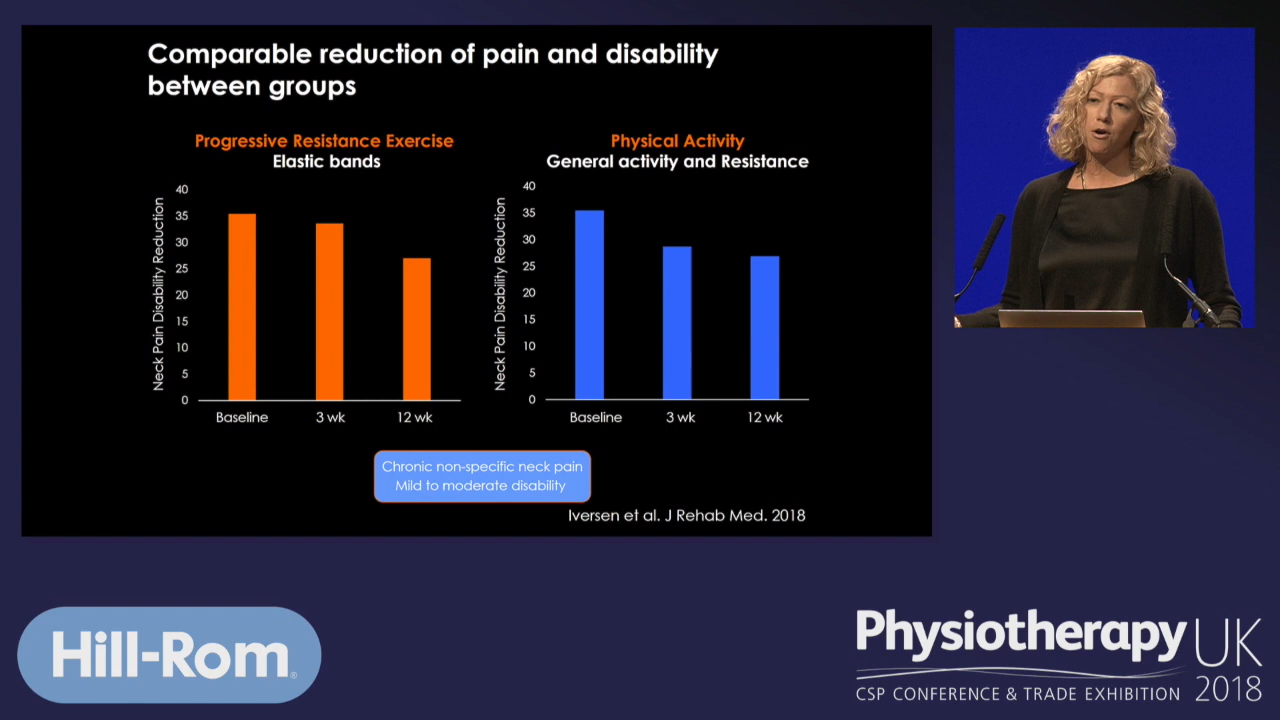 Comparable reduction of pain and disability
between groups
Progressive Resistance Exercise
Elastic bands
Neck Pain Disability Reduction
40
35
30
25
20
15
10
5
0
Baseline 3 wk 12 wk
Physical Activity
General activity and Resistance
Neck Pain Disability Reduction
40
35
30
25
20
15
10
5
0
Baseline 3 wk 12 wk
Chronic non-specific neck pain
Mild to moderate disability
Iversen et al. J Rehab Med. 2018
Hill-Rom®
Physiotherapy UK
CSP CONFERENCE & TRADE EXHIBITION 2018